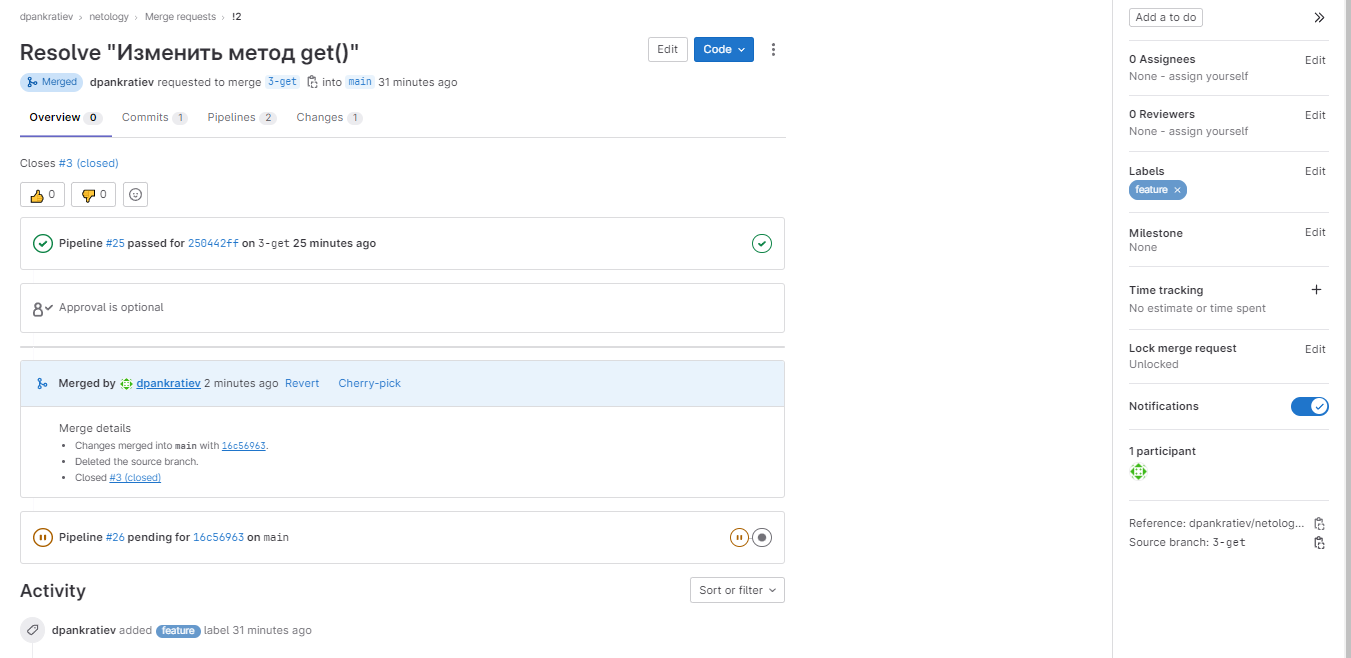 dpankratiev › netology › Merge requests › !2
Resolve "Изменить метод get()"
Edit
Code
Merged dpankratiev requested to merge 3-get into main 31 minutes ago
Overview 0 Commits 1 Pipelines 2 Changes 1
Closes #3 (closed)
0 0
Pipeline #25 passed for 250442ff on 3-get 25 minutes ago
Approval is optional
Merged by dpankratiev 2 minutes ago Revert Cherry-pick
Merge details
• Changes merged into main with 16c56963.
• Deleted the source branch.
• Closed #3 (closed)
Pipeline #26 pending for 16c56963 on main
Activity
Sort or filter
dpankratiev added feature label 31 minutes ago
Add a to do
0 Assignees Edit
None - assign yourself
0 Reviewers Edit
None - assign yourself
Labels Edit
feature ×
Milestone Edit
None
Time tracking +
No estimate or time spent
Lock merge request Edit
Unlocked
Notifications
1 participant
Reference: dpankratiev/netolog...
Source branch: 3-get